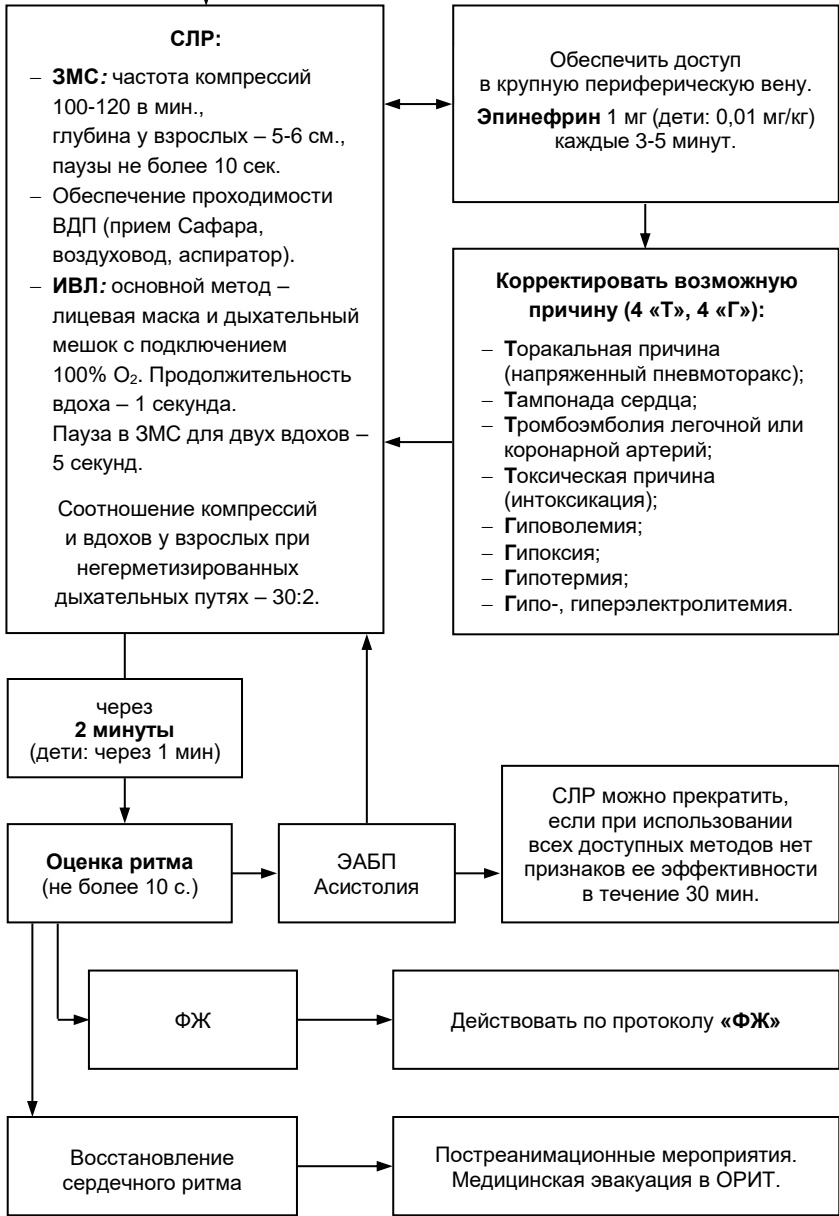 СЛР:
– ЗМС: частота компрессий
100-120 в мин.,
глубина у взрослых – 5-6 см.,
паузы не более 10 сек.
– Обеспечение проходимости
ВДП (прием Сафара,
воздуховод, аспиратор).
– ИВЛ: основной метод –
лицевая маска и дыхательный
мешок с подключением
100% O₂. Продолжительность
вдоха – 1 секунда.
Пауза в ЗМС для двух вдохов –
5 секунд.
Соотношение компрессий
и вдохов у взрослых при
негерметизированных
дыхательных путях – 30:2.
Обеспечить доступ
в крупную периферическую вену.
Эпинефрин 1 мг (дети: 0,01 мг/кг)
каждые 3-5 минут.
Корректировать возможную
причину (4 «Т», 4 «Г»):
– Торакальная причина
(напряженный пневмоторакс);
– Тампонада сердца;
– Тромбоэмболия легочной или
коронарной артерий;
– Токсическая причина
(интоксикация);
– Гиповолемия;
– Гипоксия;
– Гипотермия;
– Гипо-, гиперэлектролитемия.
через
2 минуты
(дети: через 1 мин)
Оценка ритма
(не более 10 с.)
ЭАБП
Асистолия
СЛР можно прекратить,
если при использовании
всех доступных методов нет
признаков ее эффективности
в течение 30 мин.
ФЖ
Действовать по протоколу «ФЖ»
Восстановление
сердечного ритма
Постреанимационные мероприятия.
Медицинская эвакуация в ОРИТ.